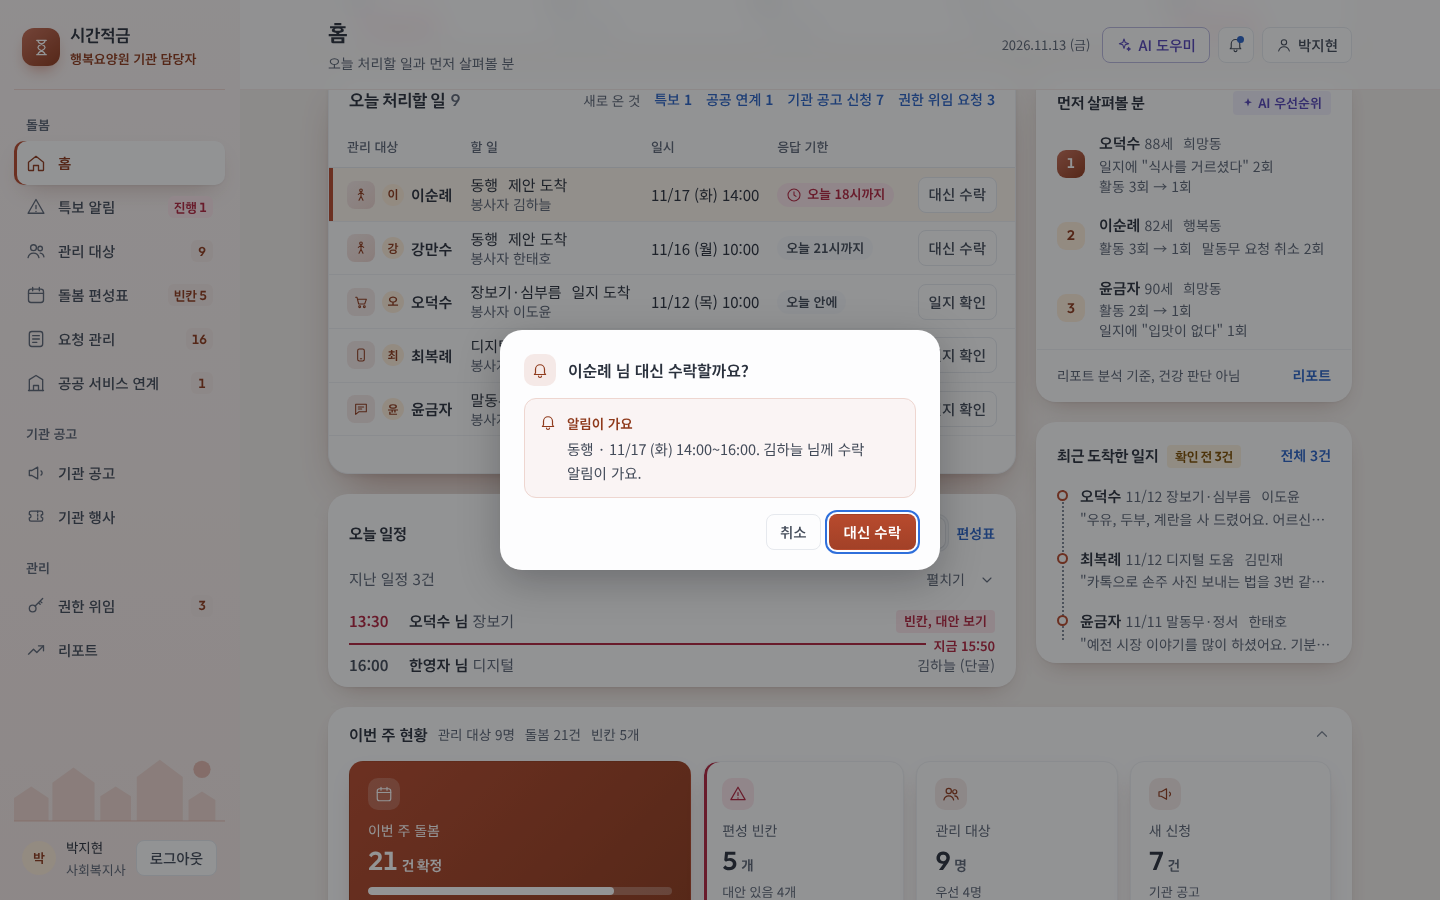 시간적금
행복요양원 기관 담당자
돌봄
홈
특보 알림 진행 1
관리 대상 9
돌봄 편성표 빈칸 5
요청 관리 16
공공 서비스 연계 1
기관 공고
기관 공고
기관 행사
관리
권한 위임 3
리포트
박 박지현
사회복지사
로그아웃
홈
오늘 처리할 일과 먼저 살펴볼 분
2026.11.13 (금) AI 도우미 박지현
오늘 처리할 일 9 새로 온 것 특보 1 공공 연계 1 기관 공고 신청 7 권한 위임 요청 3
관리 대상 할 일 일시 응답 기한
이 이순례 동행 제안 도착 11/17 (화) 14:00 오늘 18시까지 대신 수락
봉사자 김하늘
강 강만수 동행 제안 도착 11/16 (월) 10:00 오늘 21시까지 대신 수락
봉사자 한태호
오 오덕수 장보기·심부름 일지 도착 11/12 (목) 10:00 오늘 안에 일지 확인
봉사자 이도윤
최 최복례 디지 지 확인
봉사
윤 윤금자 말동 지 확인
봉사
이순례 님 대신 수락할까요?
알림이 가요
동행 · 11/17 (화) 14:00~16:00. 김하늘 님께 수락
알림이 가요.
취소 대신 수락
오늘 일정 편성표
지난 일정 3건 펼치기
13:30 오덕수 님 장보기 빈칸, 대안 보기
지금 15:50
16:00 한영자 님 디지털 김하늘 (단골)
먼저 살펴볼 분 AI 우선순위
1 오덕수 88세 희망동
일지에 "식사를 거르셨다" 2회
활동 3회 → 1회
2 이순례 82세 행복동
활동 3회 → 1회 말동무 요청 취소 2회
3 윤금자 90세 희망동
활동 2회 → 1회
일지에 "입맛이 없다" 1회
리포트 분석 기준, 건강 판단 아님 리포트
최근 도착한 일지 확인 전 3건 전체 3건
오덕수 11/12 장보기·심부름 이도윤
"우유, 두부, 계란을 사 드렸어요. 어르신…
최복례 11/12 디지털 도움 김민재
"카톡으로 손주 사진 보내는 법을 3번 같…
윤금자 11/11 말동무·정서 한태호
"예전 시장 이야기를 많이 하셨어요. 기분…
이번 주 현황 관리 대상 9명 돌봄 21건 빈칸 5개
이번 주 돌봄
21 건 확정
편성 빈칸
5 개
대안 있음 4개
관리 대상
9 명
우선 4명
새 신청
7 건
기관 공고